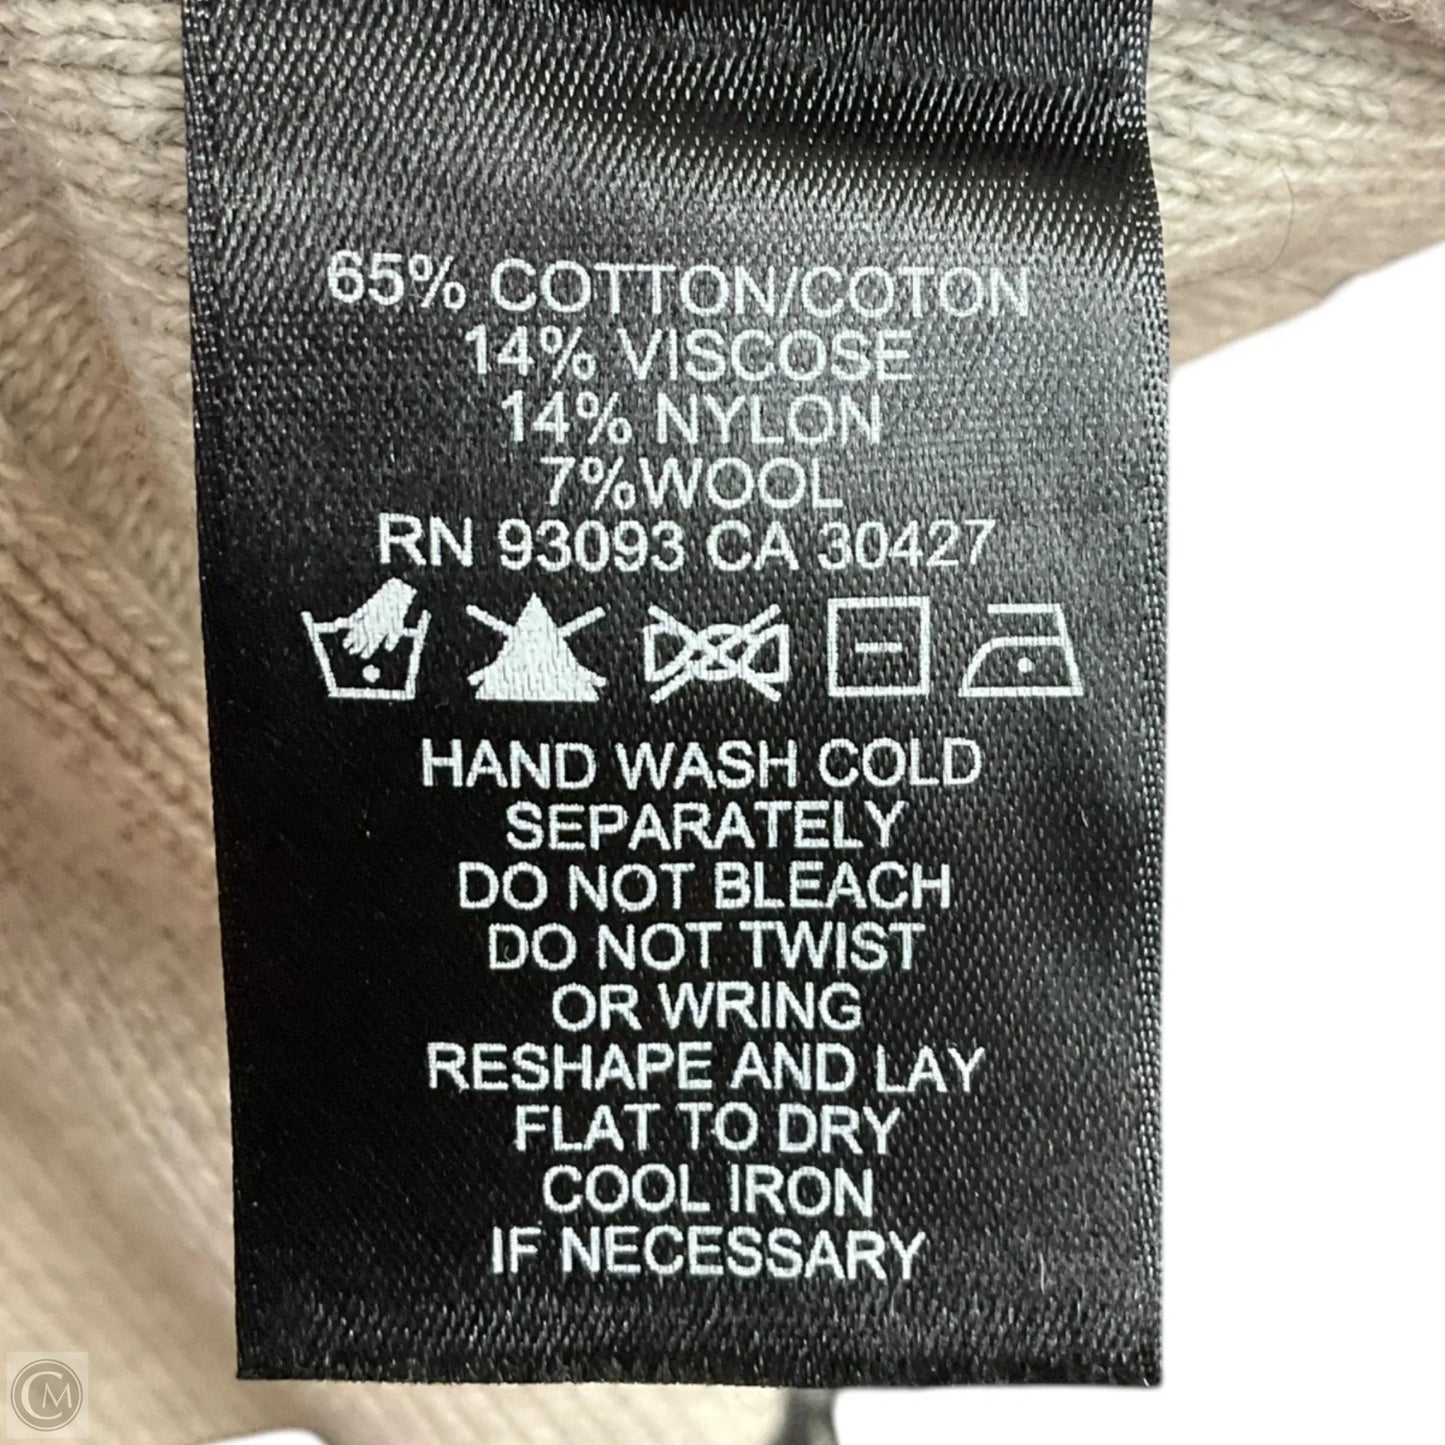 65% COTTON/COTON
14% VISCOSE
14% NYLON
7%WOOL
RN 93093 CA 30427
HAND WASH COLD
SEPARATELY
DO NOT BLEACH
DO NOT TWIST
OR WRING
RESHAPE AND LAY
FLAT TO DRY
COOL IRON
IF NECESSARY
CM